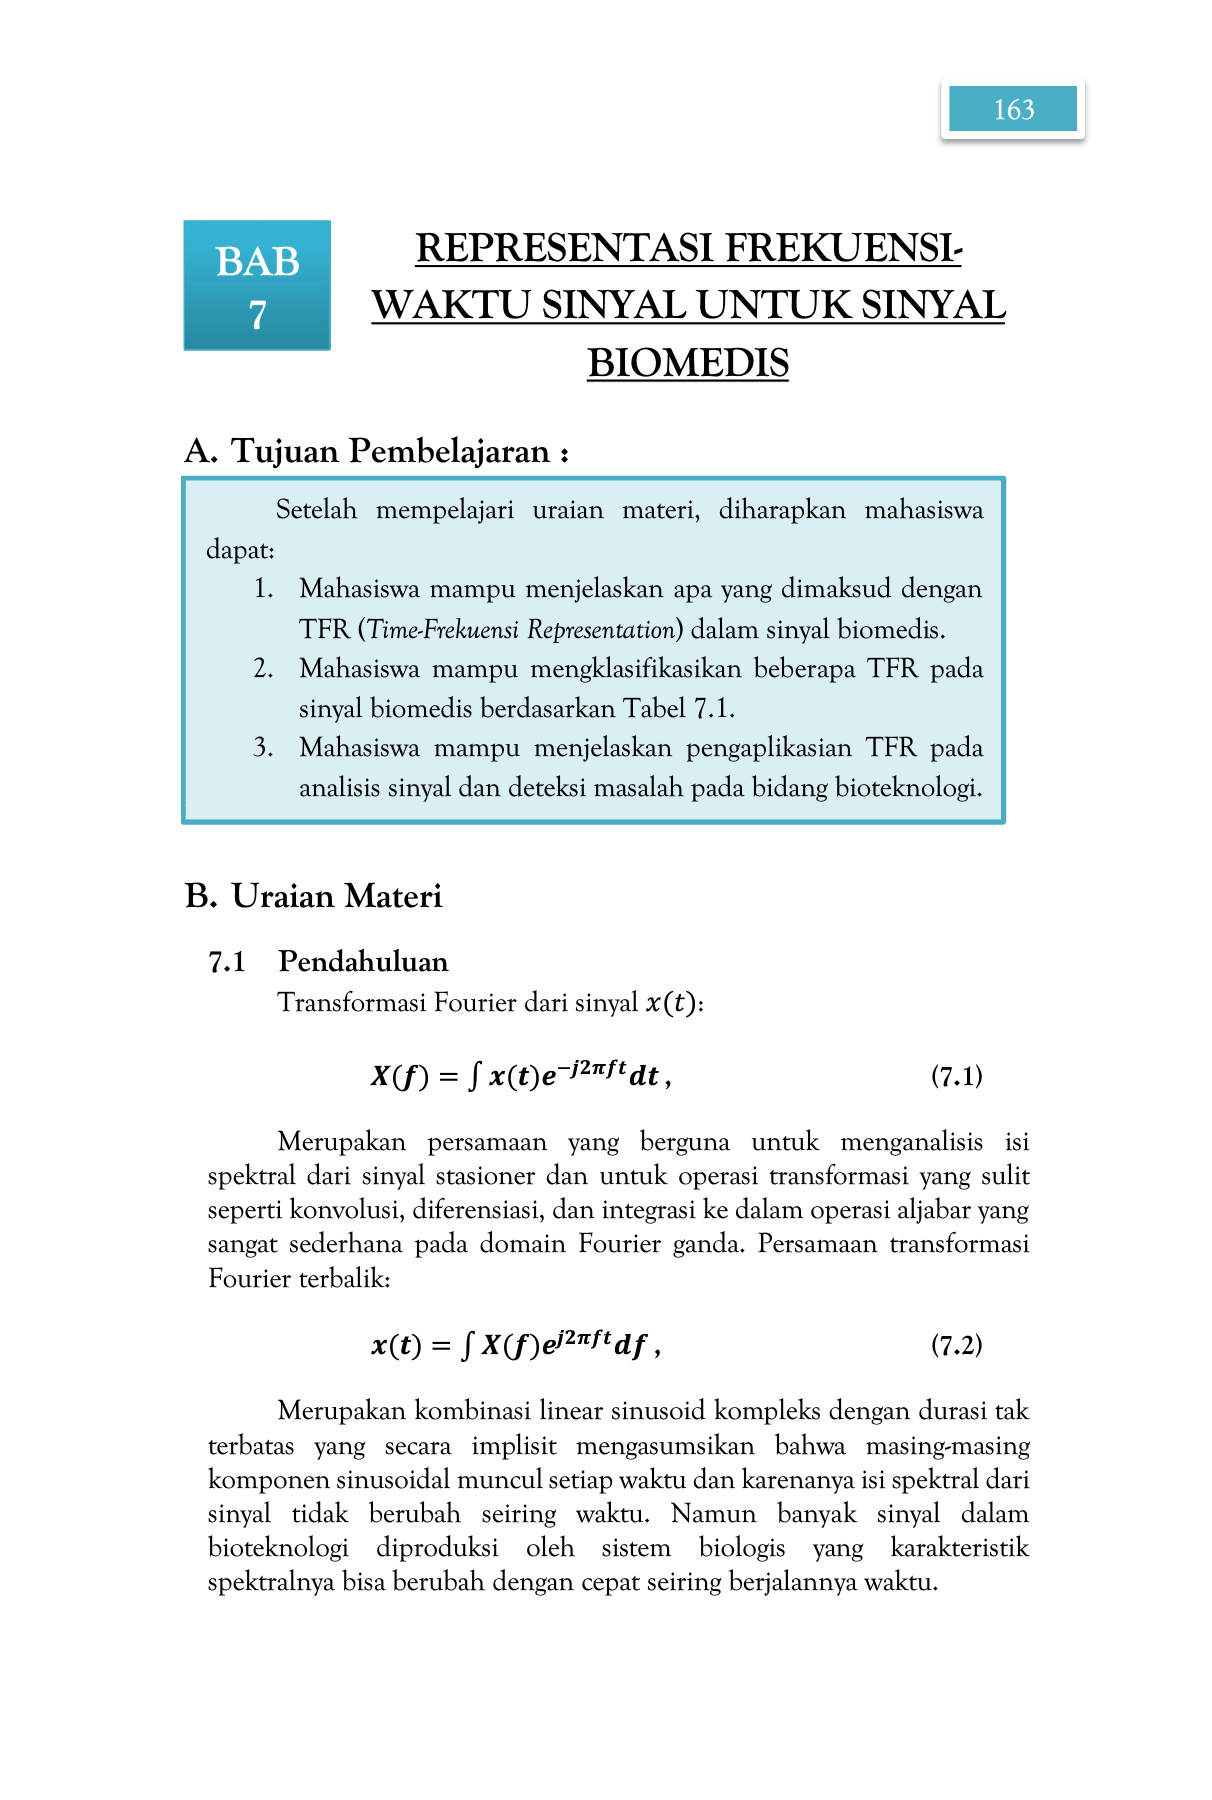 163
BAB
7
REPRESENTASI FREKUENSI-
WAKTU SINYAL UNTUK SINYAL
BIOMEDIS
A. Tujuan Pembelajaran :
Setelah mempelajari uraian materi, diharapkan mahasiswa
dapat:
1. Mahasiswa mampu menjelaskan apa yang dimaksud dengan
TFR (Time-Frekuensi Representation) dalam sinyal biomedis.
2. Mahasiswa mampu mengklasifikasikan beberapa TFR pada
sinyal biomedis berdasarkan Tabel 7.1.
3. Mahasiswa mampu menjelaskan pengaplikasian TFR pada
analisis sinyal dan deteksi masalah pada bidang bioteknologi.
B. Uraian Materi
7.1 Pendahuluan
Transformasi Fourier dari sinyal x(t):
X(f) = ∫ x(t)e^{−j2πft}dt , (7.1)
Merupakan persamaan yang berguna untuk menganalisis isi
spektral dari sinyal stasioner dan untuk operasi transformasi yang sulit
seperti konvolusi, diferensiasi, dan integrasi ke dalam operasi aljabar yang
sangat sederhana pada domain Fourier ganda. Persamaan transformasi
Fourier terbalik:
x(t) = ∫ X(f)e^{j2πft}df , (7.2)
Merupakan kombinasi linear sinusoid kompleks dengan durasi tak
terbatas yang secara implisit mengasumsikan bahwa masing-masing
komponen sinusoidal muncul setiap waktu dan karenanya isi spektral dari
sinyal tidak berubah seiring waktu. Namun banyak sinyal dalam
bioteknologi diproduksi oleh sistem biologis yang karakteristik
spektralnya bisa berubah dengan cepat seiring berjalannya waktu.